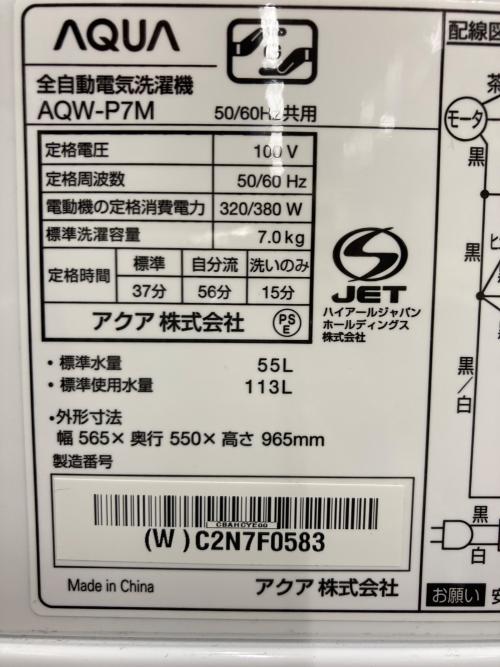 AQUA
全自動電気洗濯機
AQW-P7M 50/60Hz共用
定格電圧 100 V
定格周波数 50/60 Hz
電動機の定格消費電力 320/380 W
標準洗濯容量 7.0kg
定格時間 標準 自分流 洗いのみ
37分 56分 15分
アクア 株式会社 PSE
JET
ハイアールジャパン
ホールディングス
株式会社
・標準水量 55L
・標準使用水量 113L
・外形寸法
幅 565× 奥行 550× 高さ 965mm
製造番号
(W) C2N7F0583
Made in China アクア 株式会社
配線図
モータ
黒
黒
黒/白
黒
白
お願い